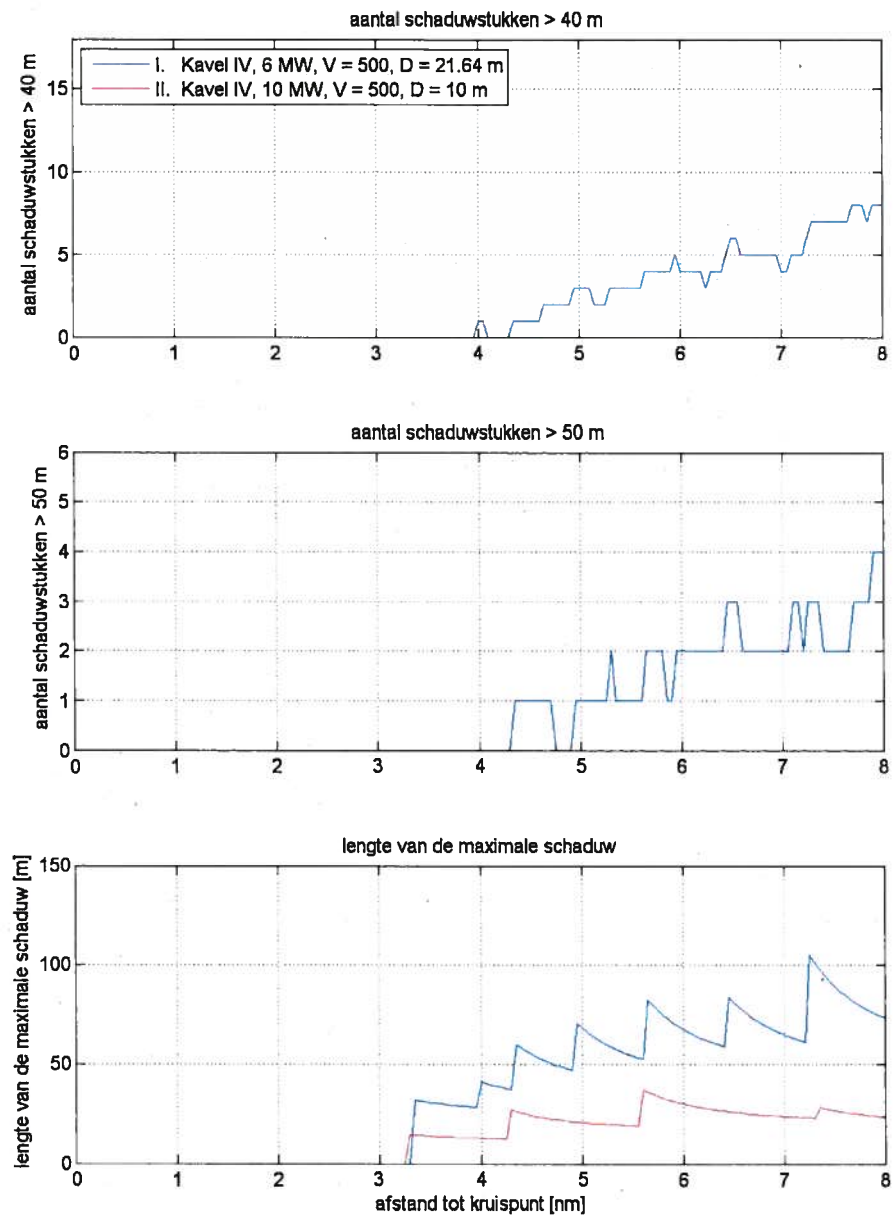 aantal schaduwstukken > 40 m
I. Kavel IV, 6 MW, V = 500, D = 21.64 m
II. Kavel IV, 10 MW, V = 500, D = 10 m
aantal schaduwstukken > 40 m
15
10
5
0
0 1 2 3 4 5 6 7 8
aantal schaduwstukken > 50 m
aantal schaduwstukken > 50 m
6
5
4
3
2
1
0
0 1 2 3 4 5 6 7 8
lengte van de maximale schaduw
lengte van de maximale schaduw [m]
150
100
50
0
0 1 2 3 4 5 6 7 8
afstand tot kruispunt [nm]